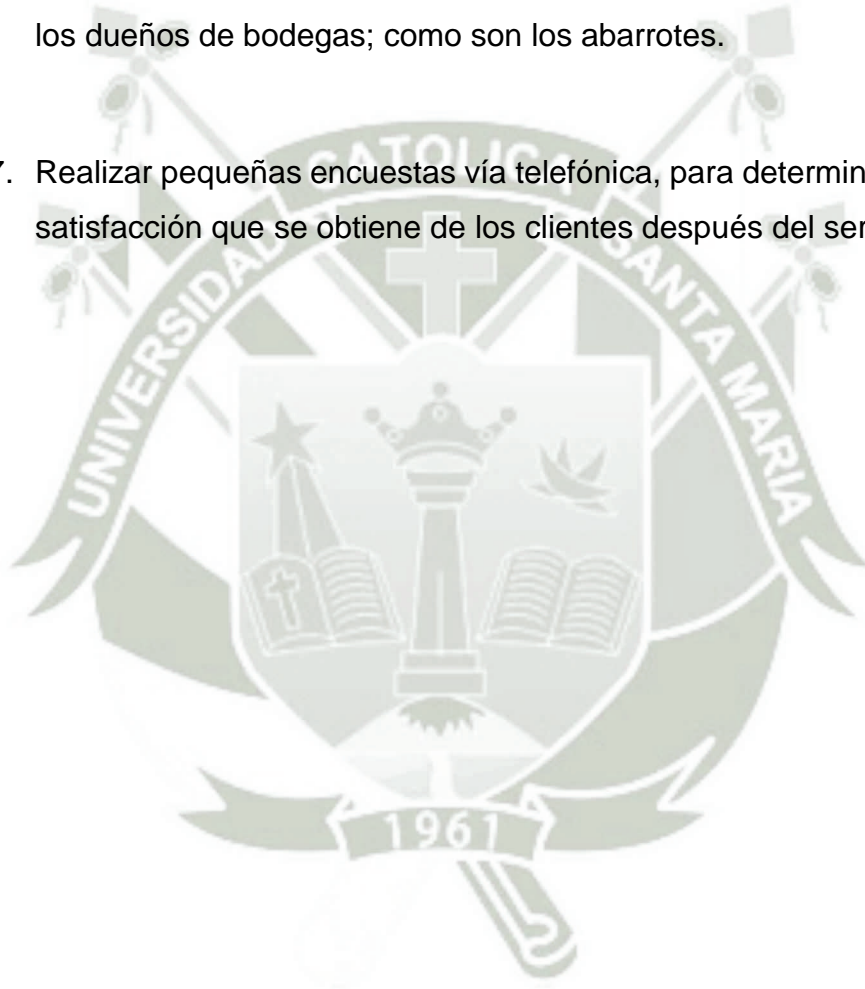 los dueños de bodegas; como son los abarrotes.
7. Realizar pequeñas encuestas vía telefónica, para determin
satisfacción que se obtiene de los clientes después del ser
UNIVERSIDAD CATOLICA SANTA MARIA
1961